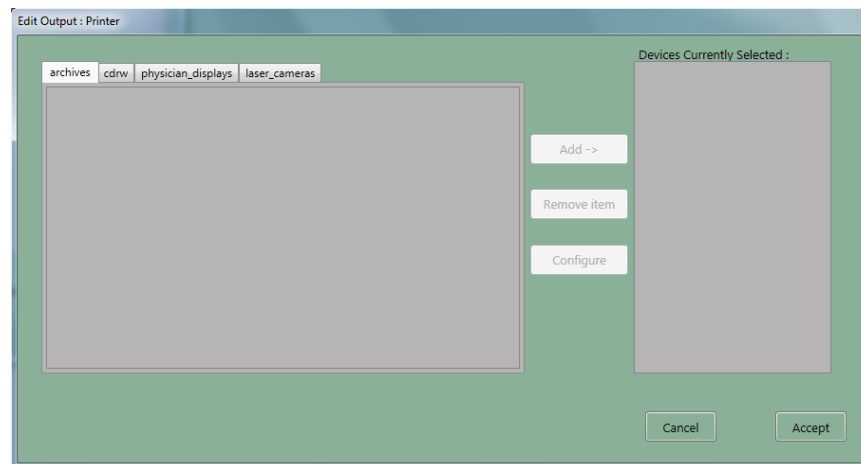 Edit Output : Printer
Devices Currently Selected :
archives cdrw physician_displays laser_cameras
Add ->
Remove item
Configure
Cancel Accept